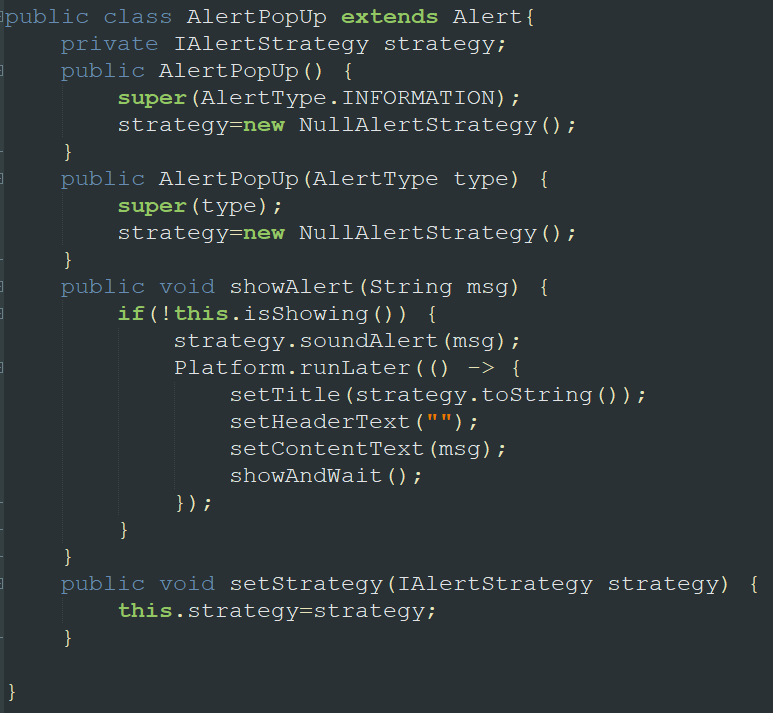 public class AlertPopUp extends Alert{
    private IAlertStrategy strategy;
    public AlertPopUp() {
        super(AlertType.INFORMATION);
        strategy=new NullAlertStrategy();
    }
    public AlertPopUp(AlertType type) {
        super(type);
        strategy=new NullAlertStrategy();
    }
    public void showAlert(String msg) {
        if(!this.isShowing()) {
            strategy.soundAlert(msg);
            Platform.runLater(() -> {
                setTitle(strategy.toString());
                setHeaderText("");
                setContentText(msg);
                showAndWait();
            });
        }
    }
    public void setStrategy(IAlertStrategy strategy) {
        this.strategy=strategy;
    }

}